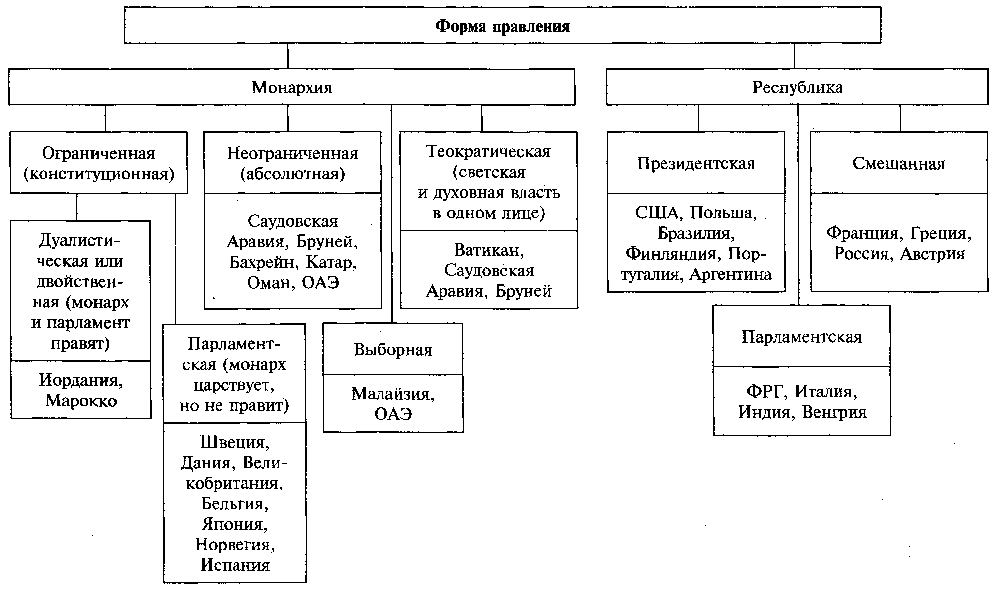 Форма правления
Монархия
Республика
Ограниченная
(конституционная)
Дуалисти-
ческая или
двойствен-
ная (монарх
и парламент
правят)
Иордания,
Марокко
Парламент-
ская (монарх
царствует,
но не правит)
Швеция,
Дания, Вели-
кобритания,
Бельгия,
Япония,
Норвегия,
Испания
Неограниченная
(абсолютная)
Саудовская
Аравия, Бруней,
Бахрейн, Катар,
Оман, ОАЭ
Выборная
Малайзия,
ОАЭ
Теократическая
(светская
и духовная власть
в одном лице)
Ватикан,
Саудовская
Аравия, Бруней
Президентская
США, Польша,
Бразилия,
Финляндия, Пор-
тугалия, Аргентина
Парламентская
ФРГ, Италия,
Индия, Венгрия
Смешанная
Франция, Греция,
Россия, Австрия